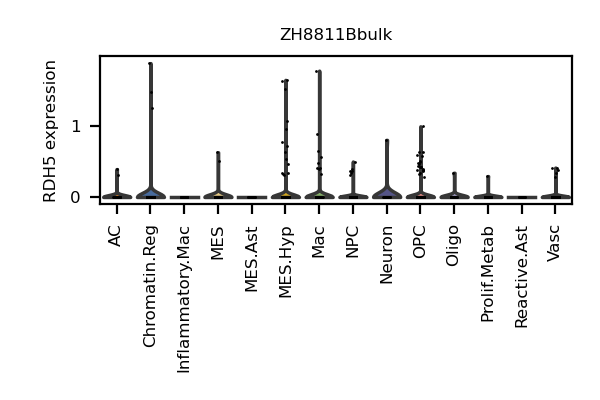 ZH8811Bbulk
RDH5 expression
1
0
AC
Chromatin.Reg
Inflammatory.Mac
MES
MES.Ast
MES.Hyp
Mac
NPC
Neuron
OPC
Oligo
Prolif.Metab
Reactive.Ast
Vasc